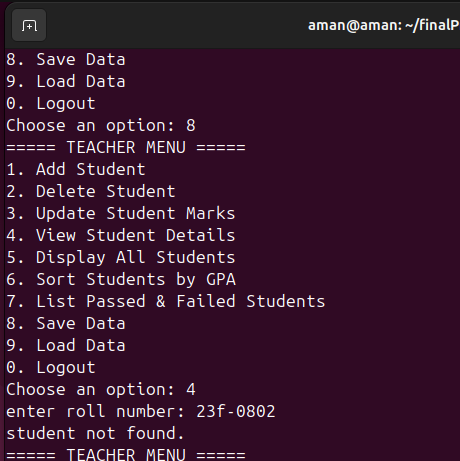 aman@aman: ~/finalP
8. Save Data
9. Load Data
0. Logout
Choose an option: 8
===== TEACHER MENU =====
1. Add Student
2. Delete Student
3. Update Student Marks
4. View Student Details
5. Display All Students
6. Sort Students by GPA
7. List Passed & Failed Students
8. Save Data
9. Load Data
0. Logout
Choose an option: 4
enter roll number: 23f-0802
student not found.
===== TEACHER MENU =====